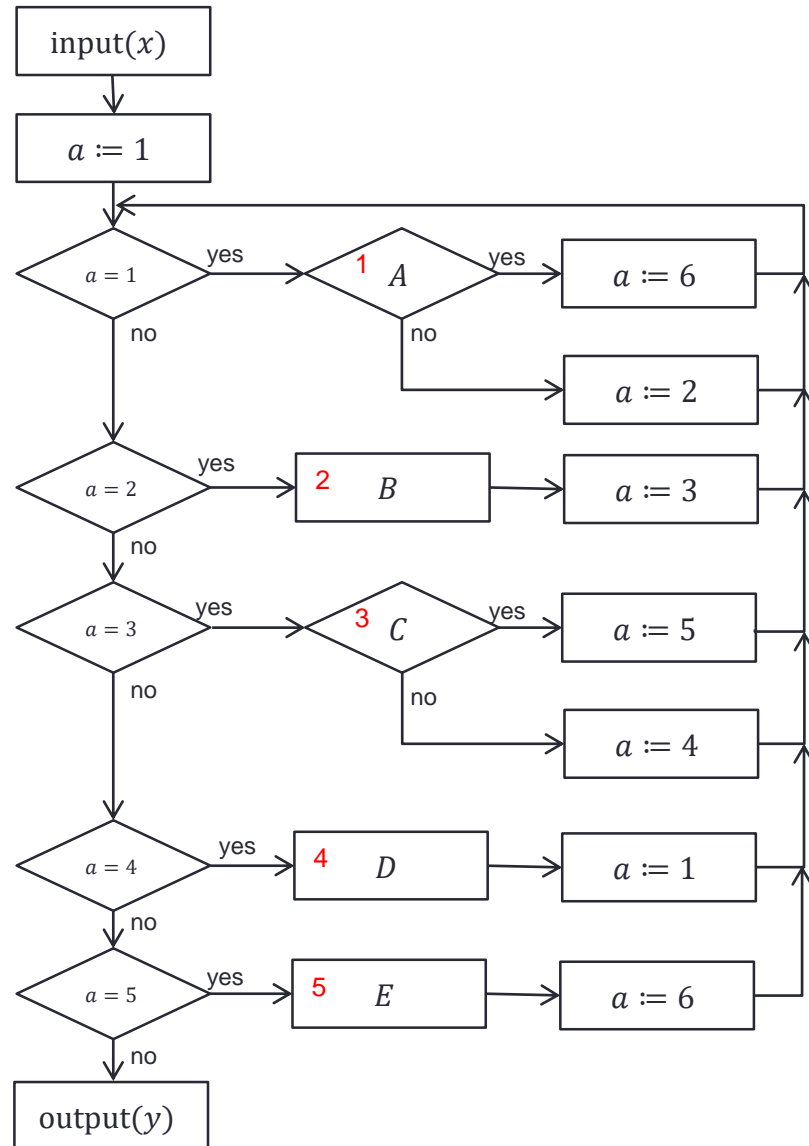 input(x)
a ≔ 1
a = 1
yes
1 A
yes
a ≔ 6
no
no
a ≔ 2
a = 2
yes
2 B
a ≔ 3
no
a = 3
yes
3 C
yes
a ≔ 5
no
no
a ≔ 4
a = 4
yes
4 D
a ≔ 1
no
a = 5
yes
5 E
a ≔ 6
no
output(y)